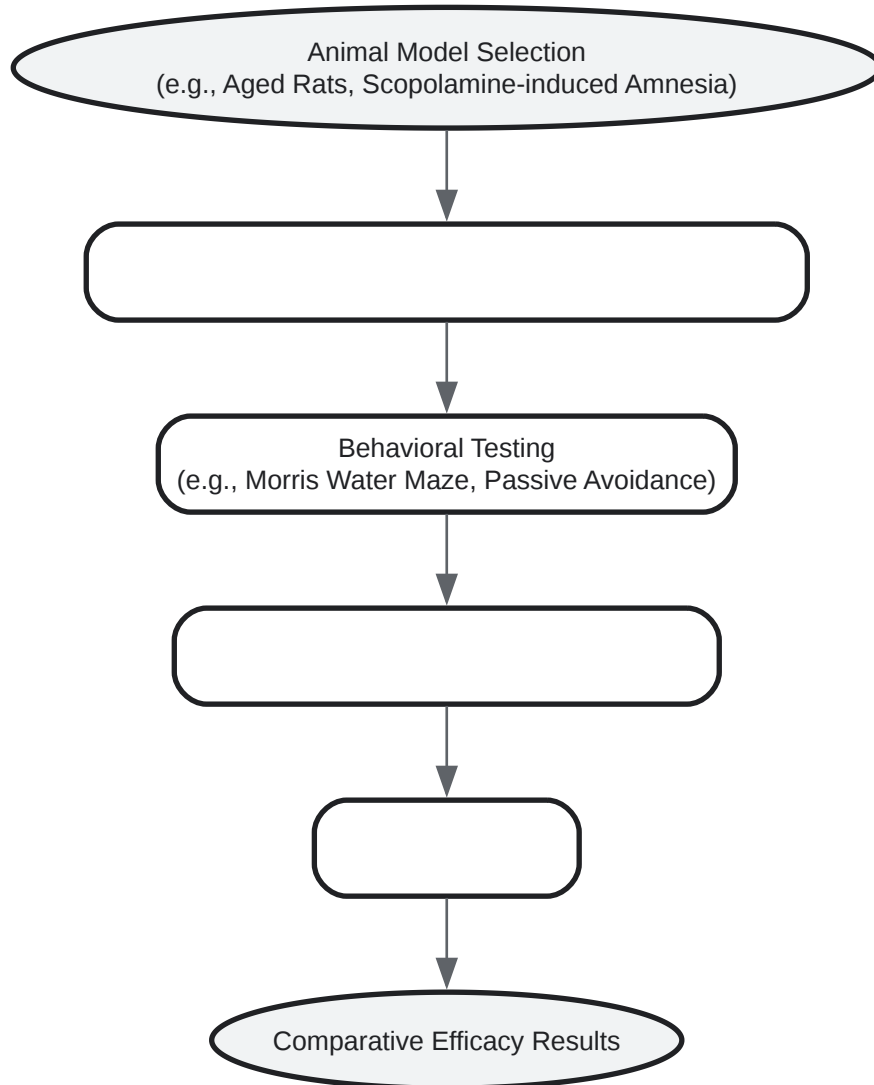 Animal Model Selection
(e.g., Aged Rats, Scopolamine-induced Amnesia)
Behavioral Testing
(e.g., Morris Water Maze, Passive Avoidance)
Comparative Efficacy Results